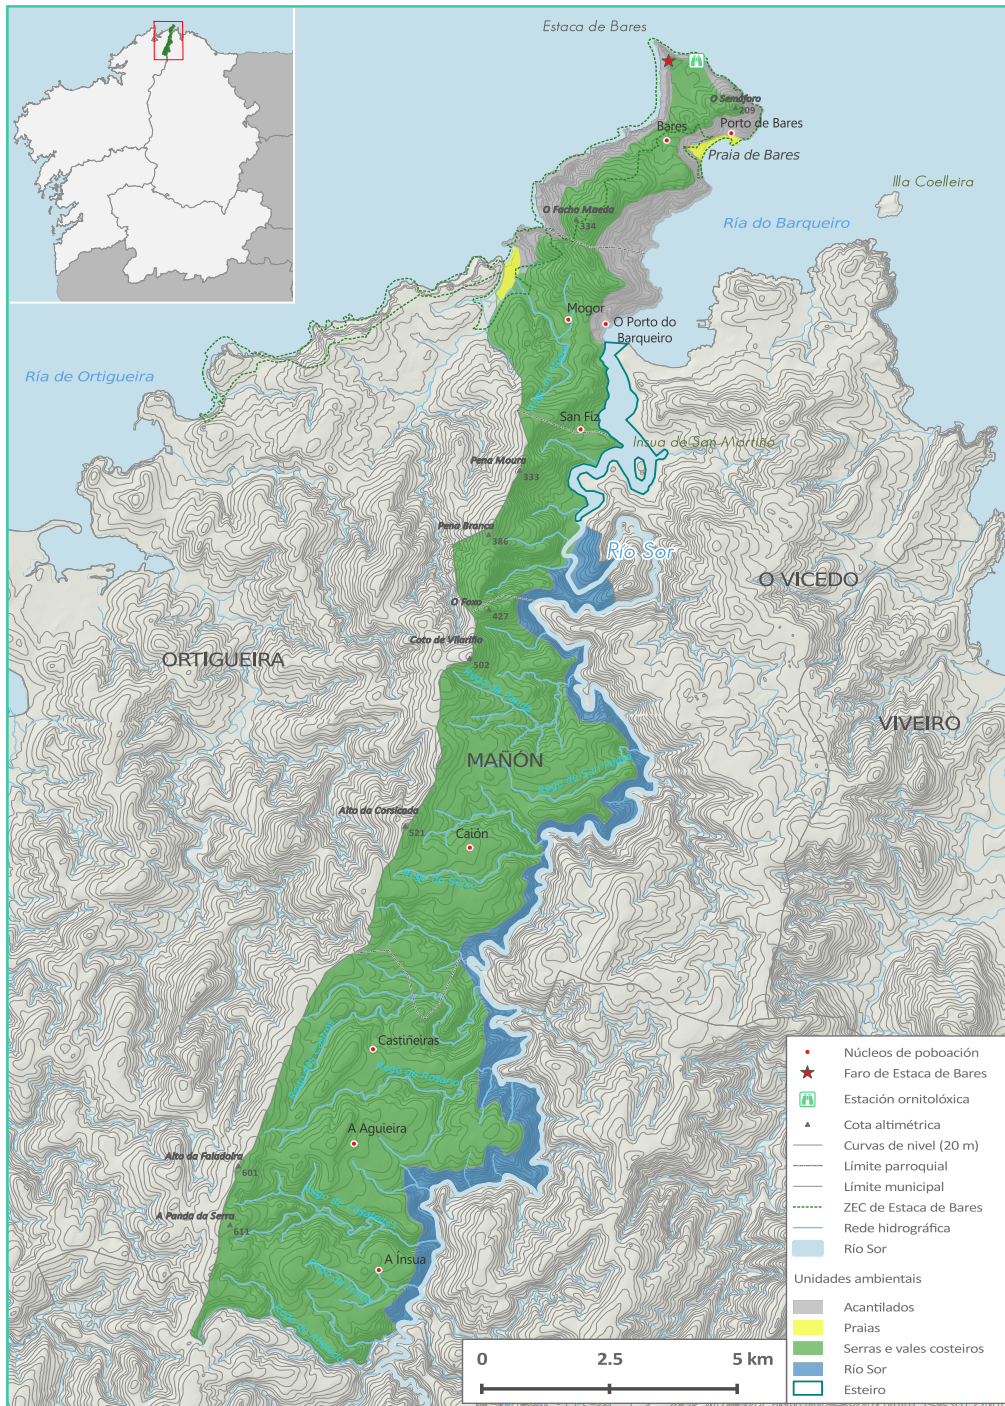 Estaca de Bares
O Semáforo
209
Bares
Porto de Bares
Praia de Bares
Illa Coelleira
O Facho Maeda
334
Ría do Barqueiro
Mogor
O Porto do
Barqueiro
Ría de Ortigueira
San Fiz
Insua de San Martiño
Pena Moura
333
Pena Branca
386
Río Sor
O VICEDO
O Foxo
427
Coto de Vilariño
ORTIGUEIRA
502
VIVEIRO
MAÑÓN
Alto da Corsicada
521
Caión
Castiñeiras
A Aguieira
Alto da Faladoira
601
A Panda da Serra
611
A Ínsua
Núcleos de poboación
Faro de Estaca de Bares
Estación ornitolóxica
Cota altimétrica
Curvas de nivel (20 m)
Límite parroquial
Límite municipal
ZEC de Estaca de Bares
Rede hidrográfica
Río Sor
Unidades ambientais
Acantilados
Praias
Serras e vales costeiros
Río Sor
Esteiro
0 2.5 5 km